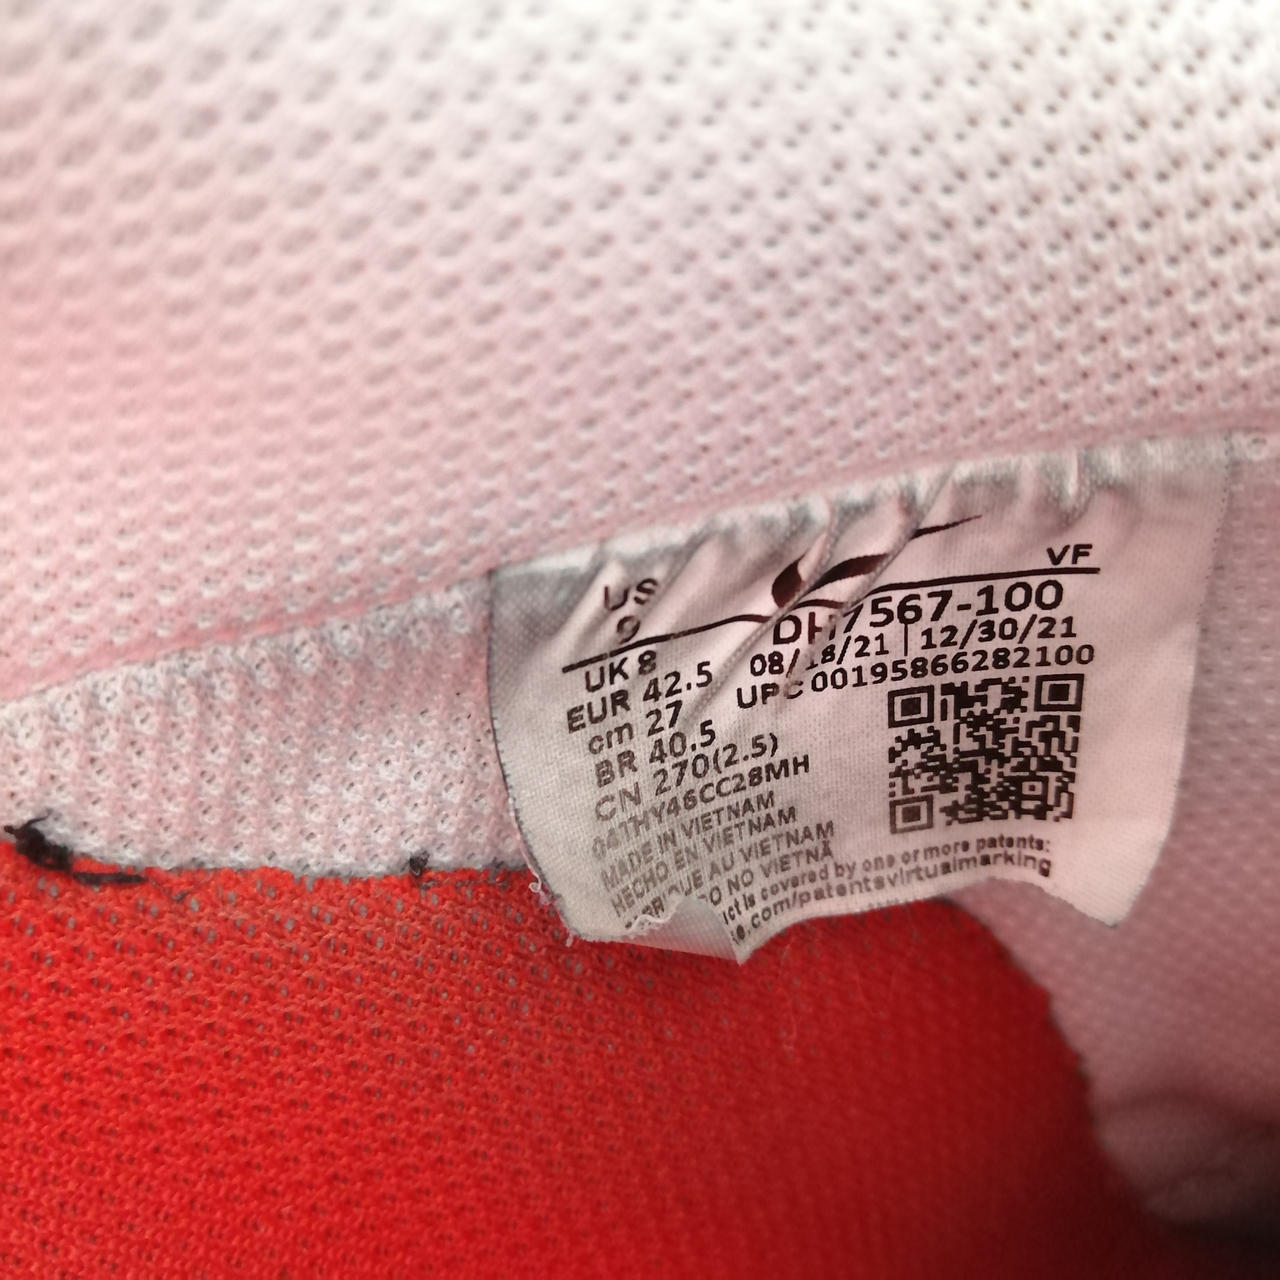 US
9
VF
DH7567-100
08/18/21 | 12/30/21
UPC 00195866282100
UK 8
EUR 42.5
cm 27
BR 40.5
CN 270(2.5)
04THY46CC28MH
MADE IN VIETNAM
HECHO EN VIETNAM
AU VIETNAM
NO VIETNÃ
is covered by one or more patents:
.com/patentsvirtualmarking